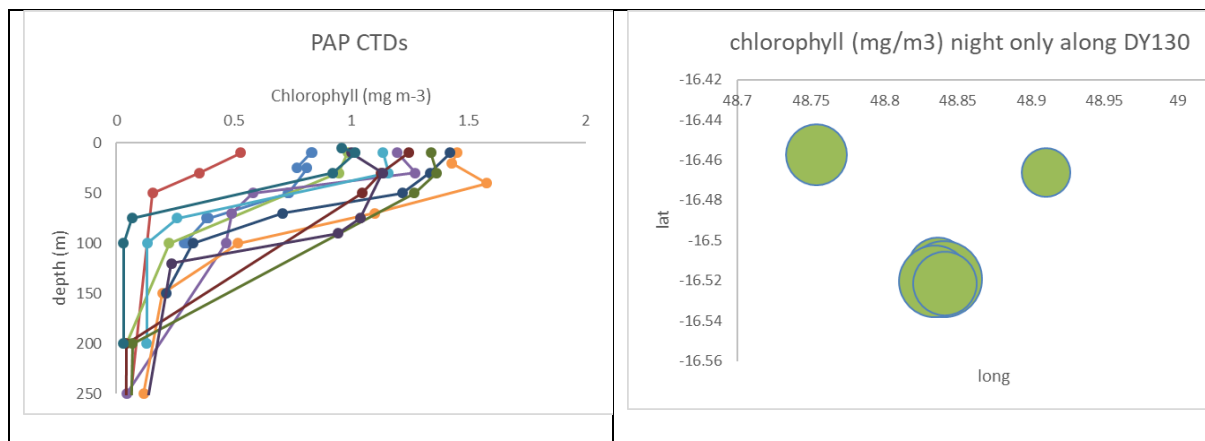 PAP CTDs
Chlorophyll (mg m-3)
0 0.5 1 1.5 2
0
50
100
150
200
250
depth (m)
chlorophyll (mg/m3) night only along DY130
lat
-16.42
48.7 48.75 48.8 48.85 48.9 48.95 49
-16.44
-16.46
-16.48
-16.5
-16.52
-16.54
-16.56
long